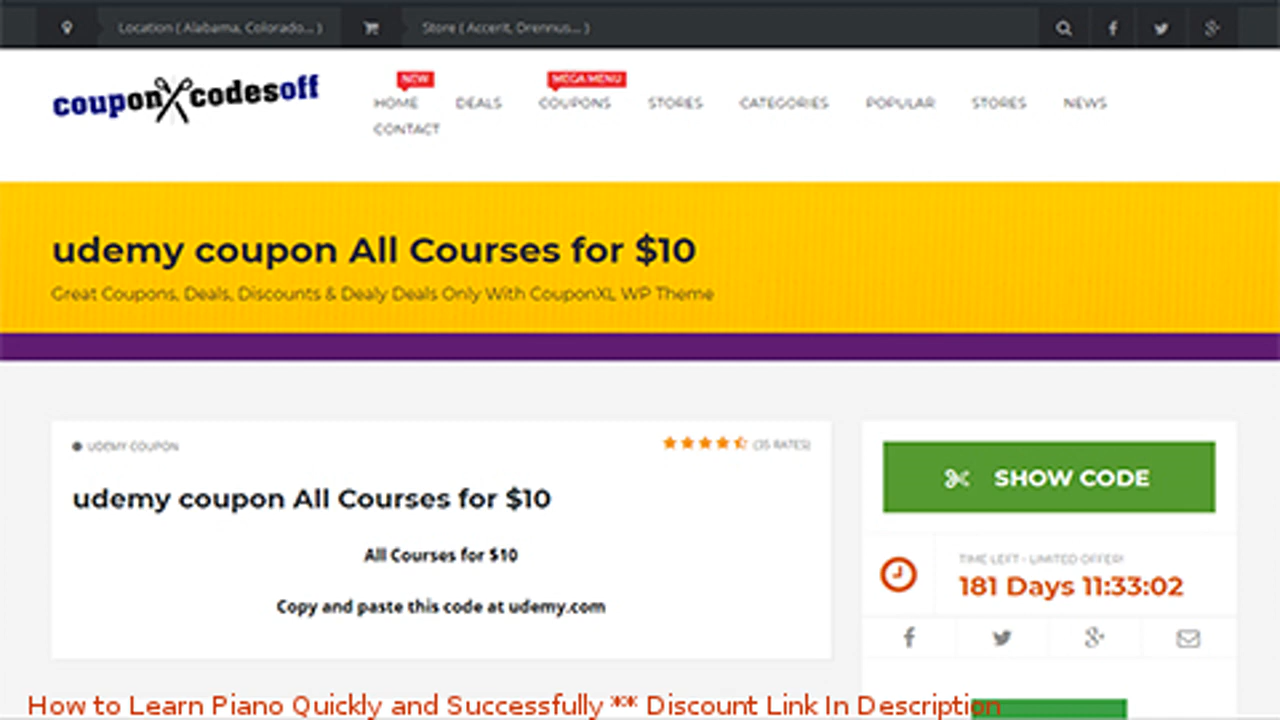 Location ( Alabama, Colorado... )
Store ( Accent, Drennus... )
coupon codesoff
NEW
MEGA MENU
HOME DEALS COUPONS STORES CATEGORIES POPULAR STORES NEWS
CONTACT
udemy coupon All Courses for $10
Great Coupons, Deals, Discounts & Dealy Deals Only With CouponXL WP Theme
UDEMY COUPON
(35 RATES)
SHOW CODE
udemy coupon All Courses for $10
All Courses for $10
TIME LEFT - LIMITED OFFER!
181 Days 11:33:02
Copy and paste this code at udemy.com
How to Learn Piano Quickly and Successfully ** Discount Link In Description